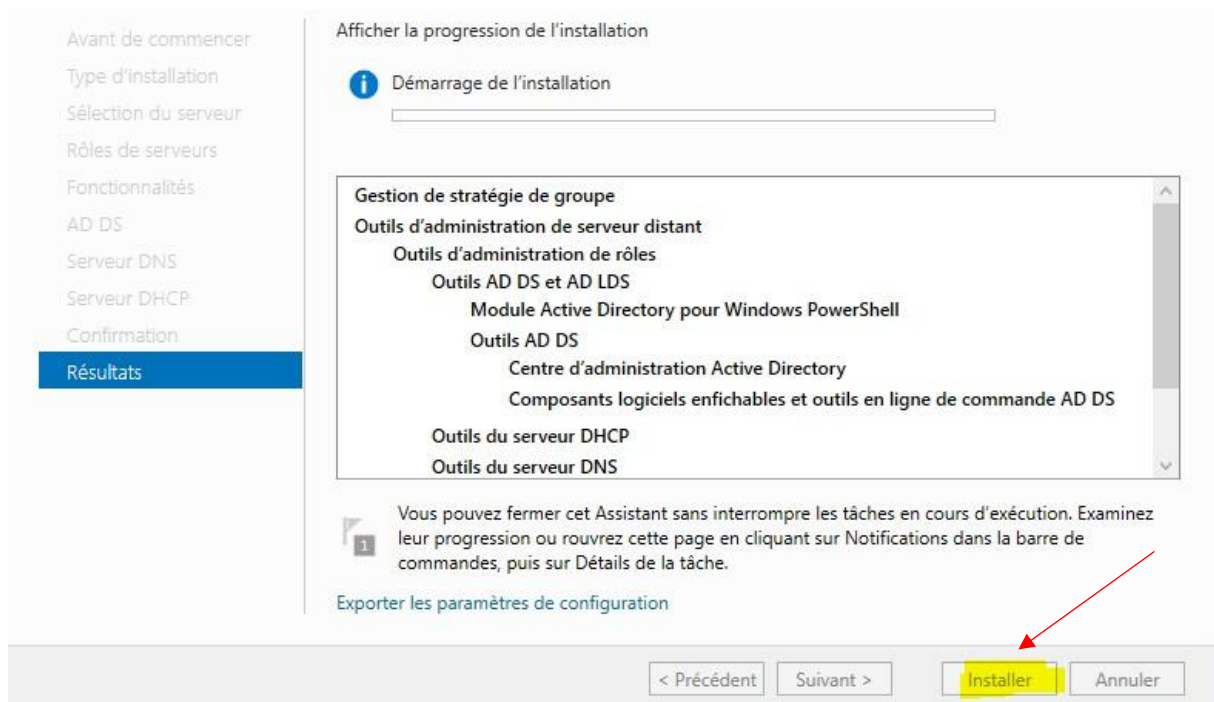 Avant de commencer
Type d'installation
Sélection du serveur
Rôles de serveurs
Fonctionnalités
AD DS
Serveur DNS
Serveur DHCP
Confirmation
Résultats
Afficher la progression de l'installation
Démarrage de l'installation
Gestion de stratégie de groupe
Outils d'administration de serveur distant
Outils d'administration de rôles
Outils AD DS et AD LDS
Module Active Directory pour Windows PowerShell
Outils AD DS
Centre d'administration Active Directory
Composants logiciels enfichables et outils en ligne de commande AD DS
Outils du serveur DHCP
Outils du serveur DNS
1
Vous pouvez fermer cet Assistant sans interrompre les tâches en cours d'exécution. Examinez
leur progression ou rouvrez cette page en cliquant sur Notifications dans la barre de
commandes, puis sur Détails de la tâche.
Exporter les paramètres de configuration
< Précédent Suivant > Installer Annuler